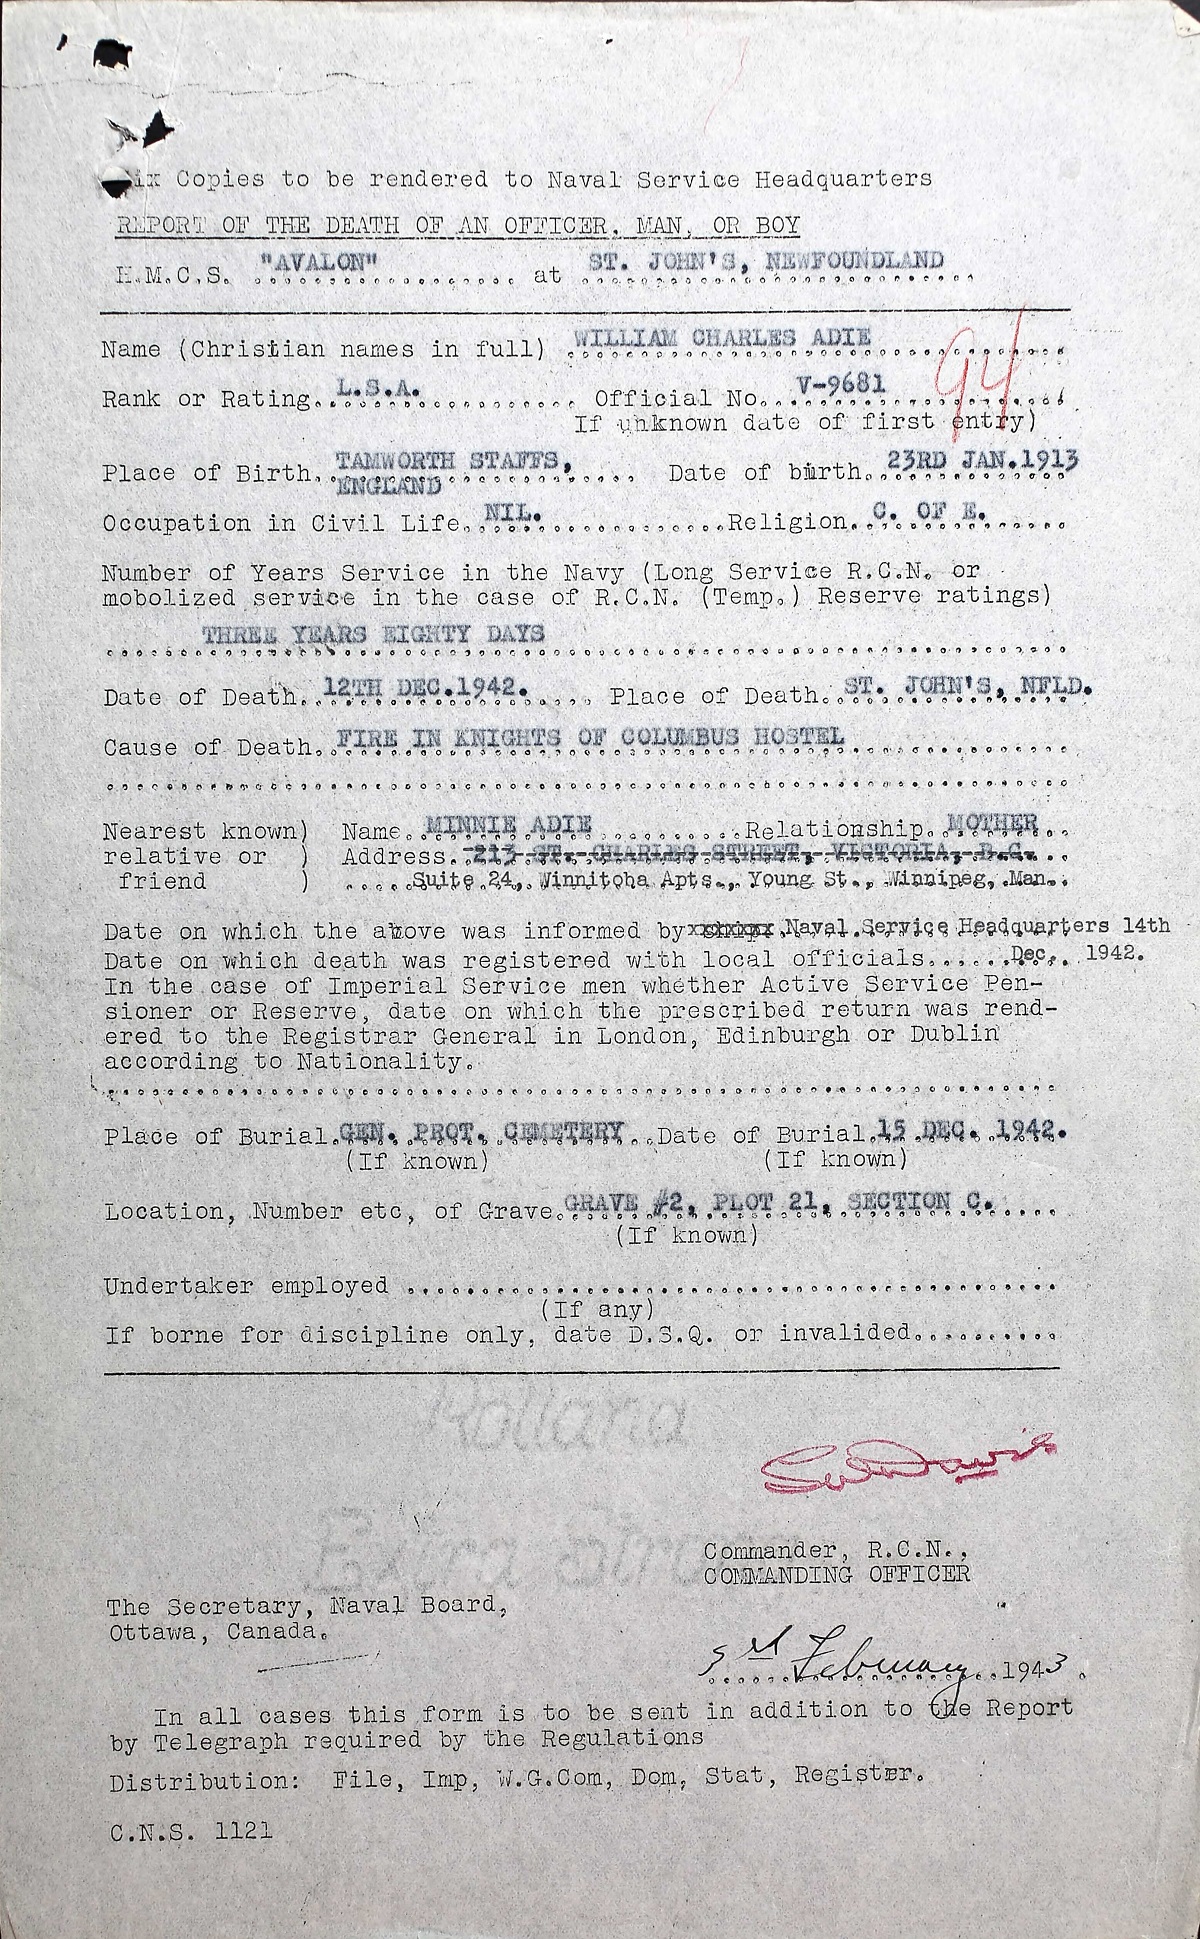 ix Copies to be rendered to Naval Service Headquarters
REPORT OF THE DEATH OF AN OFFICER, MAN, OR BOY
H.M.C.S. "AVALON" at ST. JOHN'S, NEWFOUNDLAND
94
Name (Christian names in full) WILLIAM CHARLES ADIE
Rank or Rating. L.S.A. Official No. V-9681
If unknown date of first entry)
Place of Birth. TAMWORTH STAFFS, Date of birth. 23RD JAN.1913
ENGLAND
Occupation in Civil Life. NIL. Religion. C. OF E.
Number of Years Service in the Navy (Long Service R.C.N. or
mobolized service in the case of R.C.N. (Temp.) Reserve ratings)
THREE YEARS EIGHTY DAYS
Date of Death. 12TH DEC.1942. Place of Death. ST. JOHN'S, NFLD.
Cause of Death. FIRE IN KNIGHTS OF COLUMBUS HOSTEL
Nearest known) Name. MINNIE ADIE Relationship. MOTHER
relative or ) Address. 213 ST. CHARLES STREET, VICTORIA, B.C.
friend ) Suite 24, Winnitoba Apts., Young St., Winnipeg, Man.
Date on which the above was informed by xxxxxxx Naval Service Headquarters 14th
Date on which death was registered with local officials. Dec. 1942.
In the case of Imperial Service men whether Active Service Pen-
sioner or Reserve, date on which the prescribed return was rend-
ered to the Registrar General in London, Edinburgh or Dublin
according to Nationality.
Place of Burial. GEN. PROT. CEMETERY Date of Burial. 15 DEC. 1942.
(If known) (If known)
Location, Number etc, of Grave. GRAVE #2, PLOT 21, SECTION C.
(If known)
Undertaker employed
(If any)
If borne for discipline only, date D.S.Q. or invalided.
Rolland
Extra Strong
Commander, R.C.N.,
COMMANDING OFFICER
The Secretary, Naval Board,
Ottawa, Canada.
3rd February 1943.
In all cases this form is to be sent in addition to the Report
by Telegraph required by the Regulations
Distribution: File, Imp, W.G.Com, Dom, Stat, Register.
C.N.S. 1121